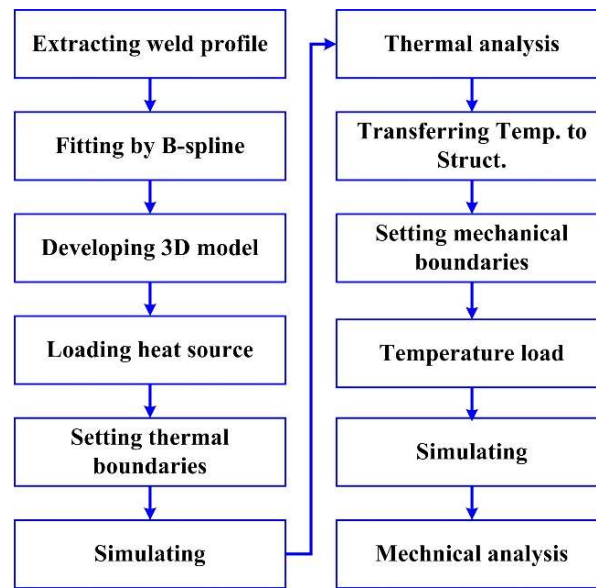 Extracting weld profile
Fitting by B-spline
Developing 3D model
Loading heat source
Setting thermal
boundaries
Simulating
Thermal analysis
Transferring Temp. to
Struct.
Setting mechanical
boundaries
Temperature load
Simulating
Mechnical analysis